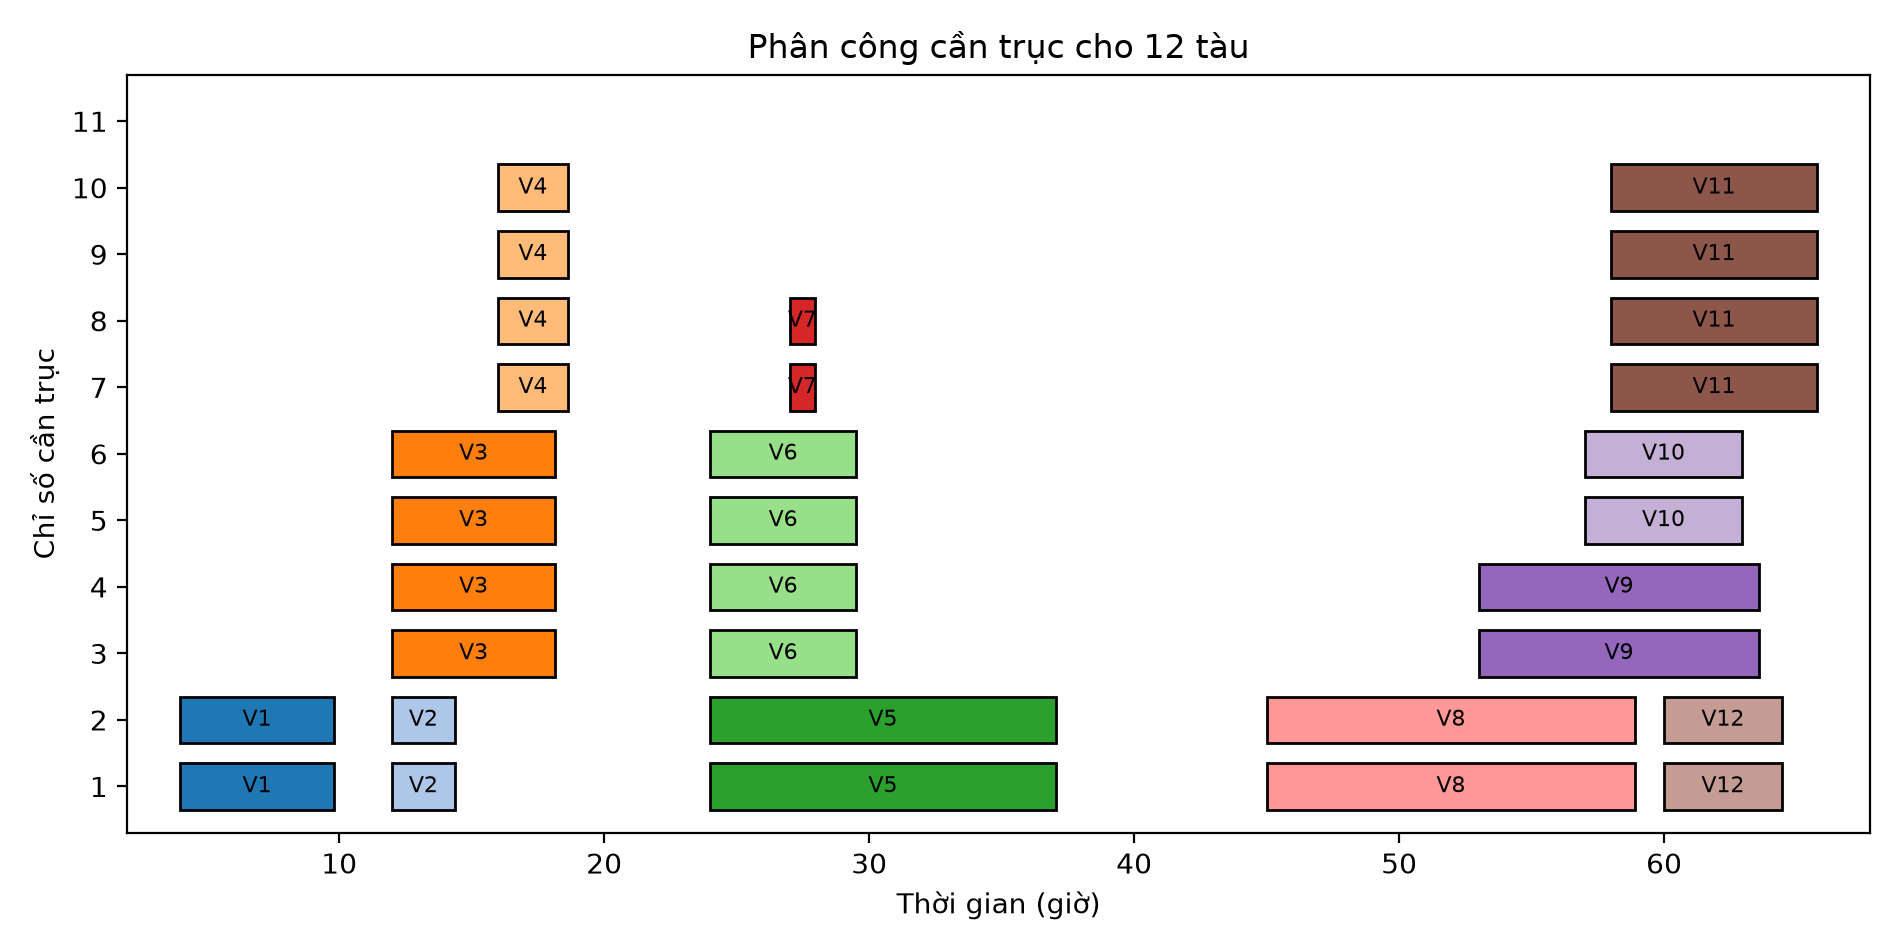 Phân công cần trục cho 12 tàu
Chỉ số cần trục
11
10
V4
V11
9
V4
V11
8
V4
V7
V11
7
V4
V7
V11
6
V3
V6
V10
5
V3
V6
V10
4
V3
V6
V9
3
V3
V6
V9
2
V1
V2
V5
V8
V12
1
V1
V2
V5
V8
V12
10
20
30
40
50
60
Thời gian (giờ)